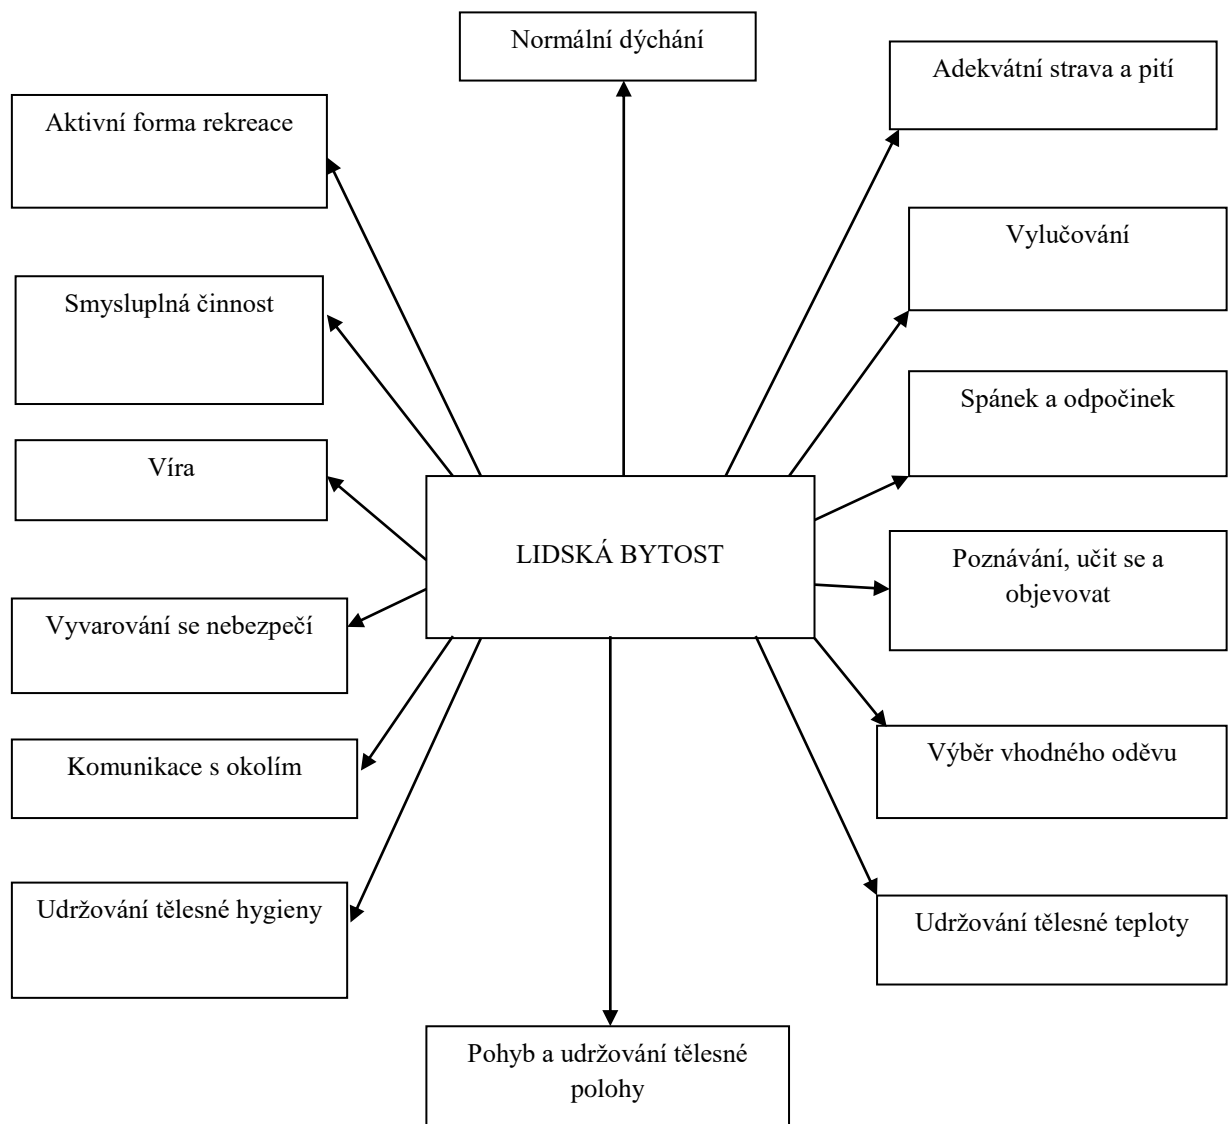 Normální dýchání
Adekvátní strava a pití
Aktivní forma rekreace
Vylučování
Smysluplná činnost
Spánek a odpočinek
Víra
LIDSKÁ BYTOST
Poznávání, učit se a
objevovat
Vyvarování se nebezpečí
Komunikace s okolím
Výběr vhodného oděvu
Udržování tělesné hygieny
Udržování tělesné teploty
Pohyb a udržování tělesné
polohy